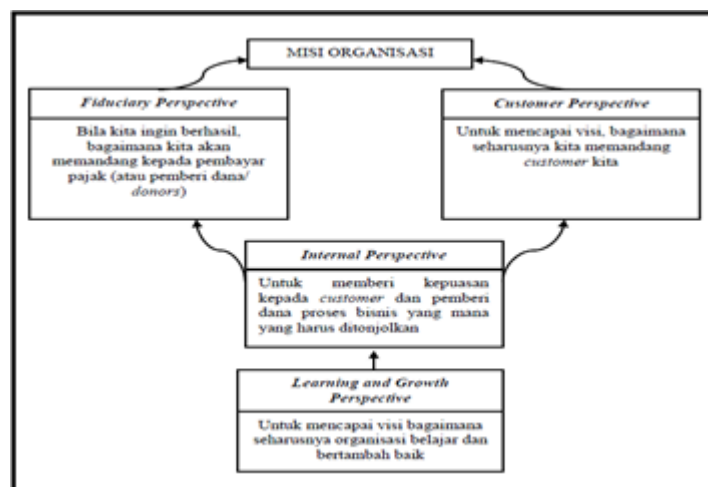 MISI ORGANISASI
Fiduciary Perspective
Bila kita ingin berhasil,
bagaimana kita akan
memandang kepada pembayar
pajak (atau pemberi dana/
donors)
Customer Perspective
Untuk mencapai visi, bagaimana
seharusnya kita memandang
customer kita
Internal Perspective
Untuk memberi kepuasan
kepada customer dan pemberi
dana proses bisnis yang mana
yang harus ditonjolkan
Learning and Growth
Perspective
Untuk mencapai visi bagaimana
seharusnya organisasi belajar dan
bertambah baik